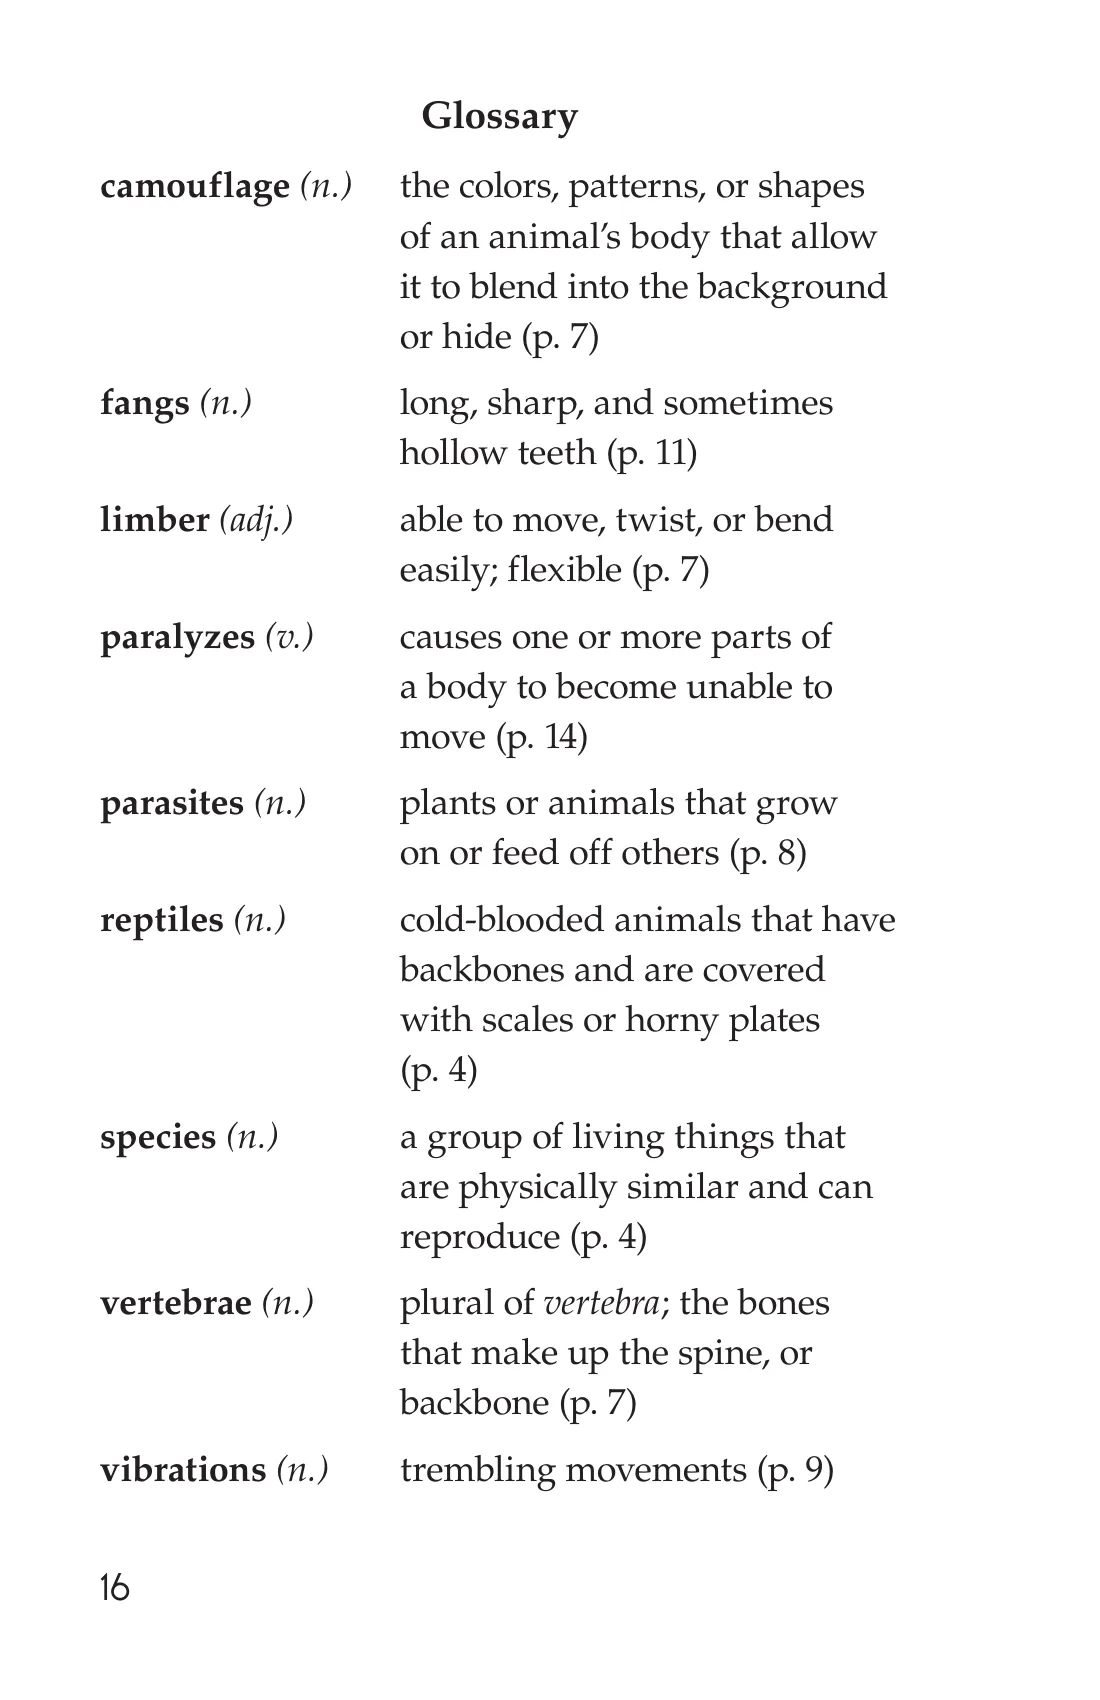 Glossary
camouflage (n.) the colors, patterns, or shapes
of an animal’s body that allow
it to blend into the background
or hide (p. 7)
fangs (n.) long, sharp, and sometimes
hollow teeth (p. 11)
limber (adj.) able to move, twist, or bend
easily; flexible (p. 7)
paralyzes (v.) causes one or more parts of
a body to become unable to
move (p. 14)
parasites (n.) plants or animals that grow
on or feed off others (p. 8)
reptiles (n.) cold-blooded animals that have
backbones and are covered
with scales or horny plates
(p. 4)
species (n.) a group of living things that
are physically similar and can
reproduce (p. 4)
vertebrae (n.) plural of vertebra; the bones
that make up the spine, or
backbone (p. 7)
vibrations (n.) trembling movements (p. 9)
16